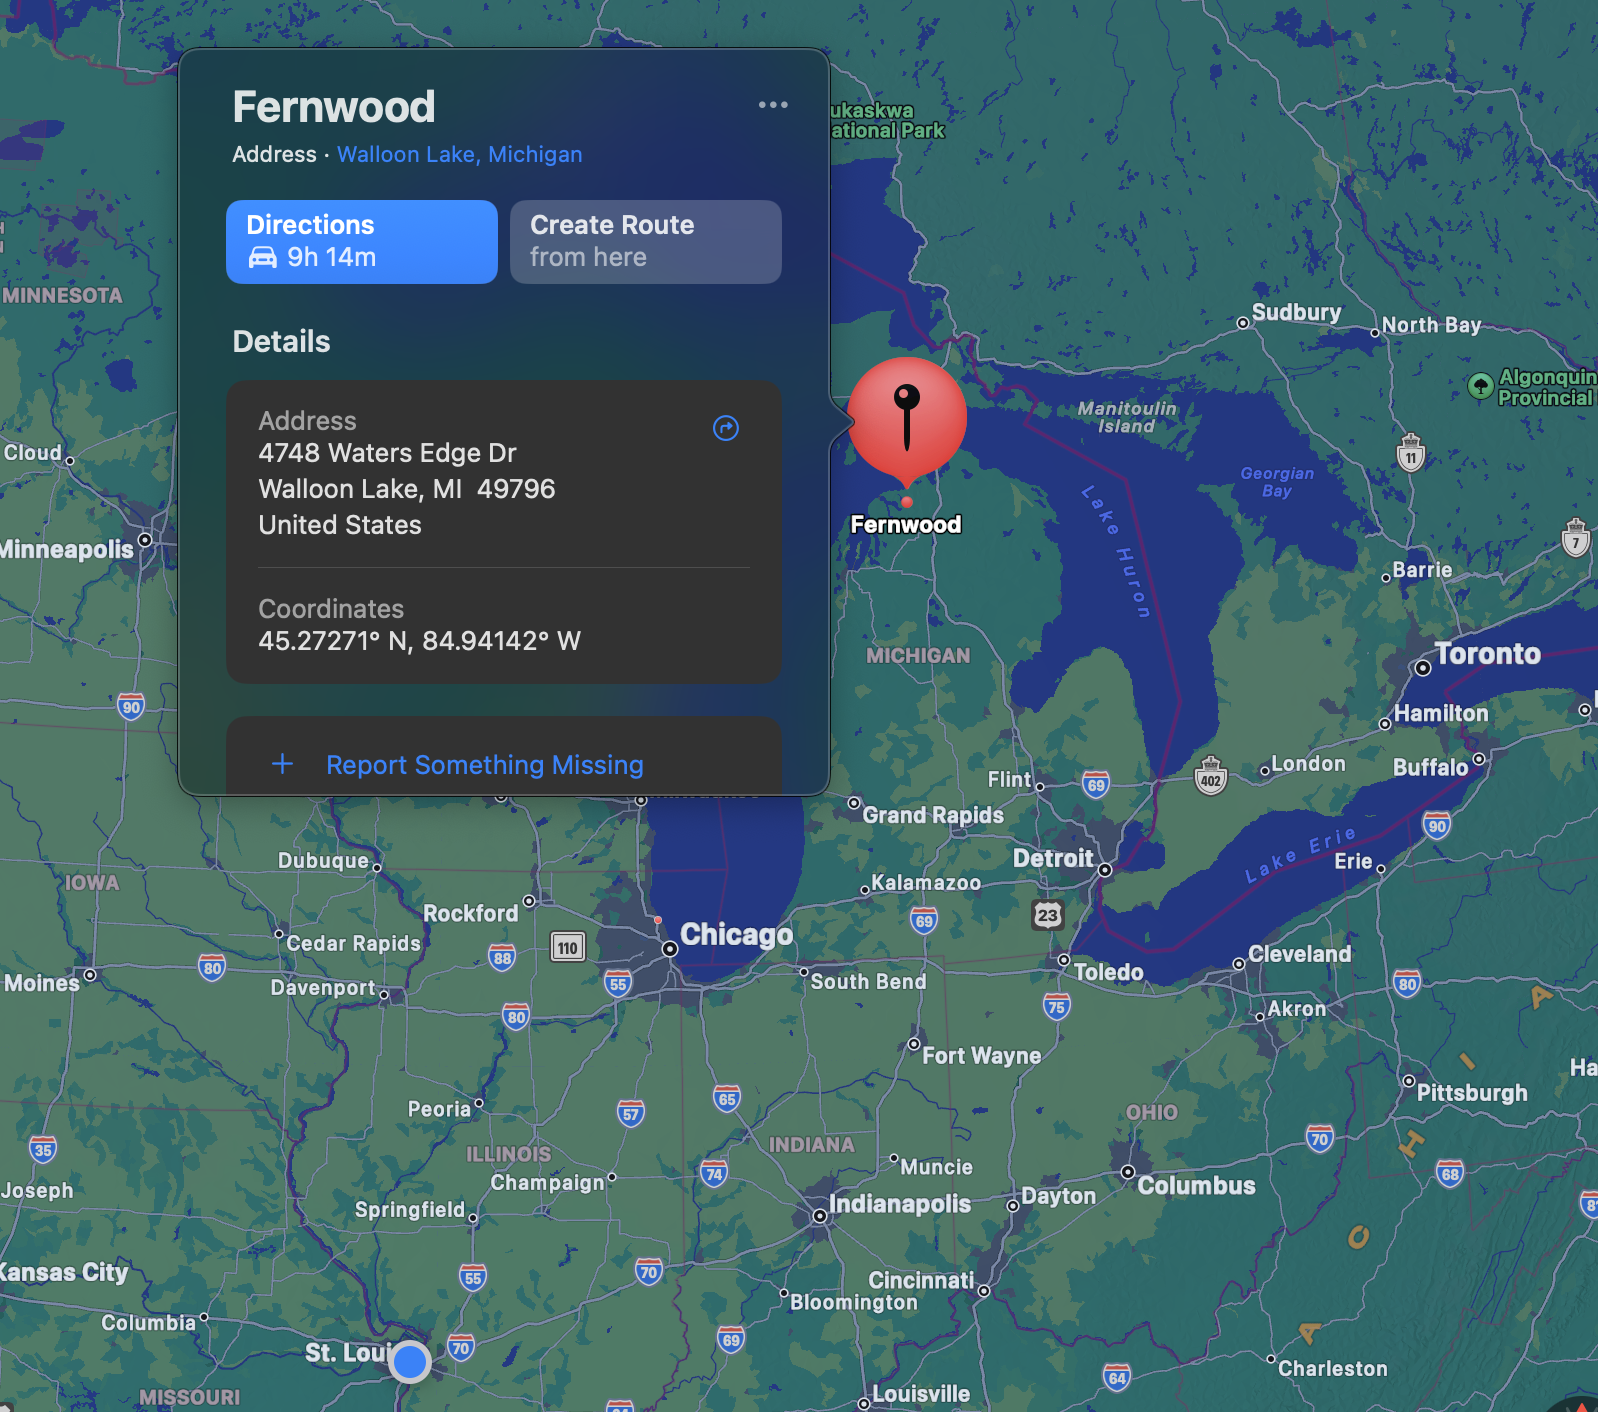 Fernwood
Address · Walloon Lake, Michigan
Directions
9h 14m
Create Route
from here
Details
Address
4748 Waters Edge Dr
Walloon Lake, MI 49796
United States
Coordinates
45.27271° N, 84.94142° W
+ Report Something Missing
ukaskwa
ational Park
MINNESOTA
Sudbury
North Bay
Algonquin
Provincial
Manitoulin
Island
11
Cloud
Georgian
Bay
Lake Huron
Fernwood
7
Minneapolis
Barrie
MICHIGAN
Toronto
90
Hamilton
London
Buffalo
Flint
69
402
Grand Rapids
90
Lake Erie
Dubuque
Detroit
Erie
IOWA
Kalamazoo
Rockford
69
23
Chicago
Cedar Rapids
110
88
Cleveland
80
Moines
55
South Bend
Toledo
80
Davenport
80
75
Akron
Fort Wayne
Ha
Pittsburgh
65
Peoria
57
OHIO
35
70
ILLINOIS
INDIANA
74
Muncie
68
Joseph
Champaign
Columbus
Springfield
Indianapolis
Dayton
8
O H I O A
Kansas City
55
70
Cincinnati
Bloomington
Columbia
St. Loui
70
69
Charleston
64
MISSOURI
Louisville